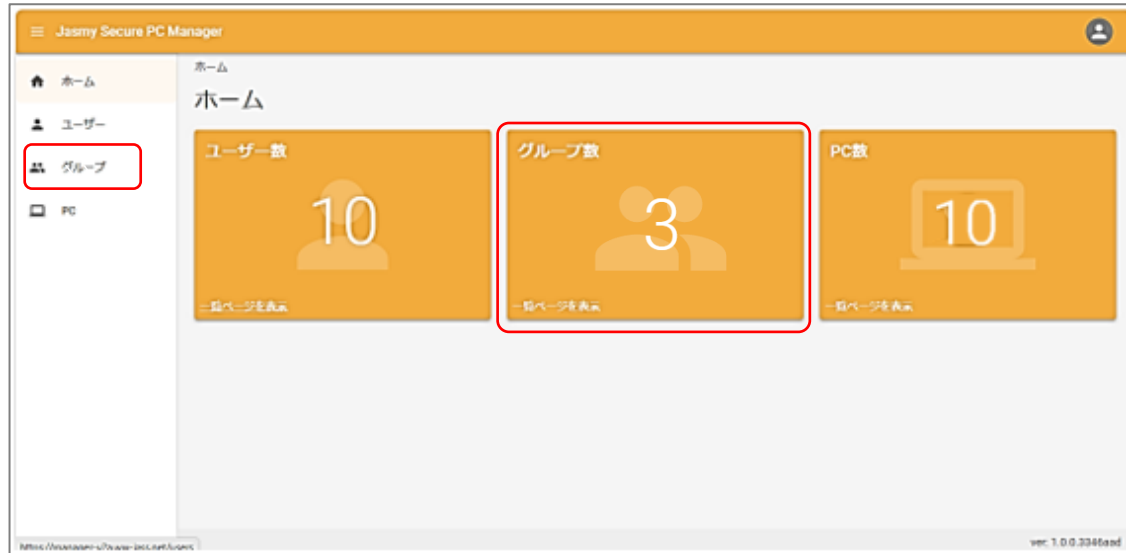 Jasmy Secure PC Manager
ホーム
ユーザー
グループ
PC
ホーム
ホーム
ユーザー数
10
一覧ページを表示
グループ数
3
一覧ページを表示
PC数
10
一覧ページを表示
ver: 1.0.0.3346aad